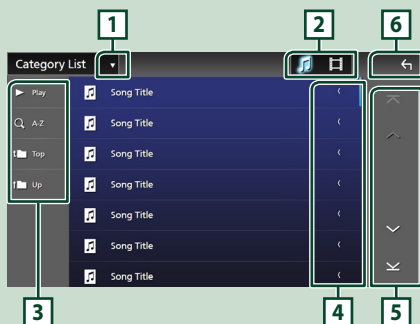 1
2
6
Category List
Play
Song Title
A-Z
Song Title
Top
Song Title
Up
Song Title
Song Title
Song Title
Song Title
3
4
5